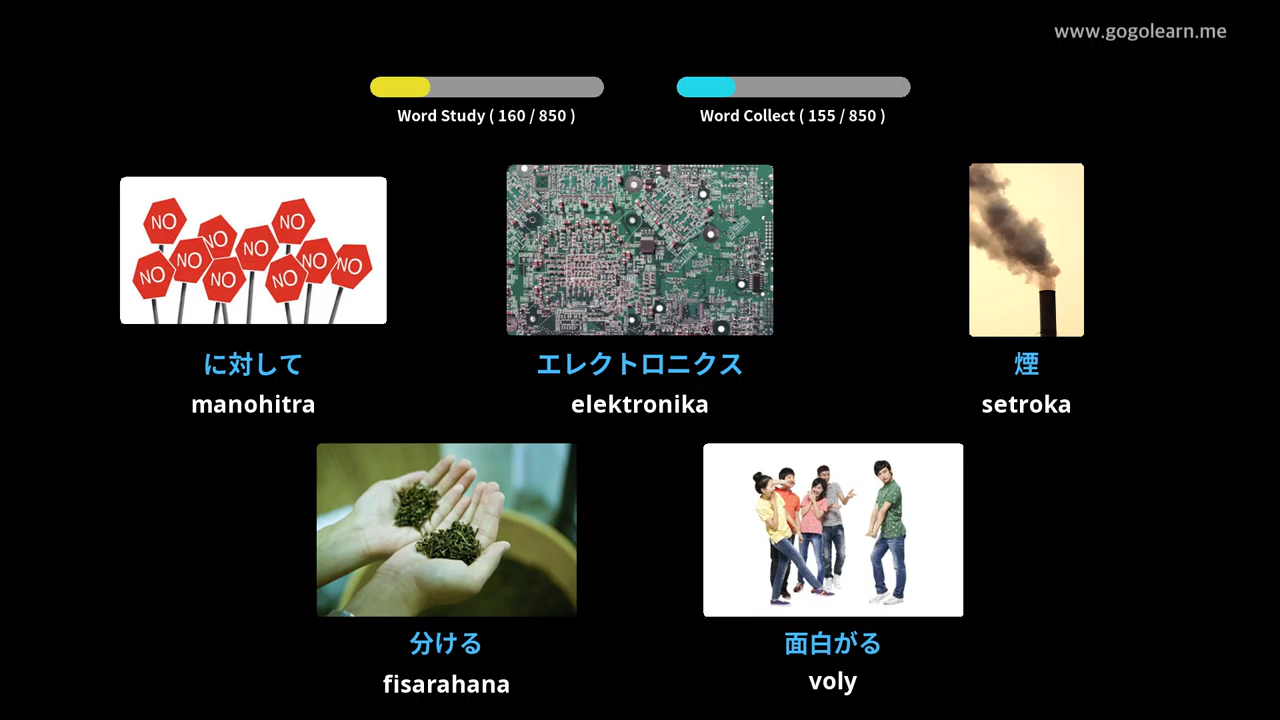 www.gogolearn.me
Word Study ( 160 / 850 )
Word Collect ( 155 / 850 )
NO
NO
NO
NO
NO
NO
NO
NO
NO
NO
に対して
manohitra
エレクトロニクス
elektronika
煙
setroka
分ける
fisarahana
面白がる
voly